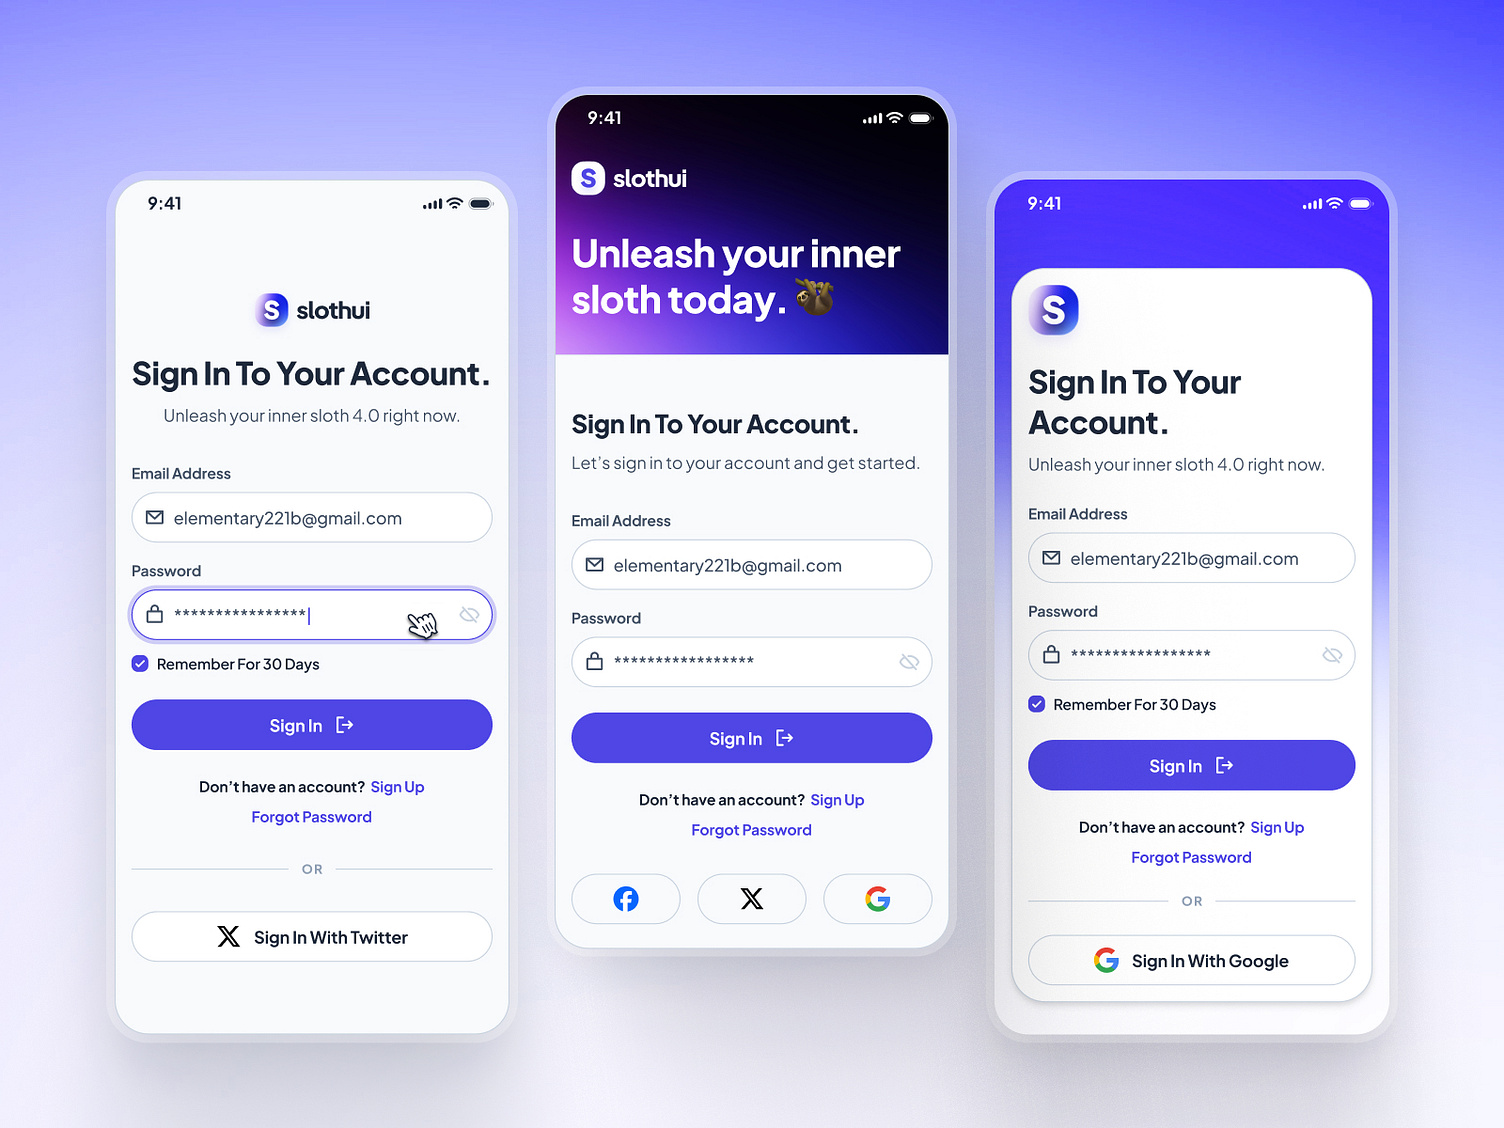 9:41
slothui
Sign In To Your Account.
Unleash your inner sloth 4.0 right now.
Email Address
elementary221b@gmail.com
Password
****************
Remember For 30 Days
Sign In
Don't have an account? Sign Up
Forgot Password
OR
Sign In With Twitter
9:41
S slothui
Unleash your inner
sloth today. 🦥
Sign In To Your Account.
Let's sign in to your account and get started.
Email Address
elementary221b@gmail.com
Password
*****************
Sign In
Don't have an account? Sign Up
Forgot Password
9:41
S
Sign In To Your
Account.
Unleash your inner sloth 4.0 right now.
Email Address
elementary221b@gmail.com
Password
*****************
Remember For 30 Days
Sign In
Don't have an account? Sign Up
Forgot Password
OR
Sign In With Google